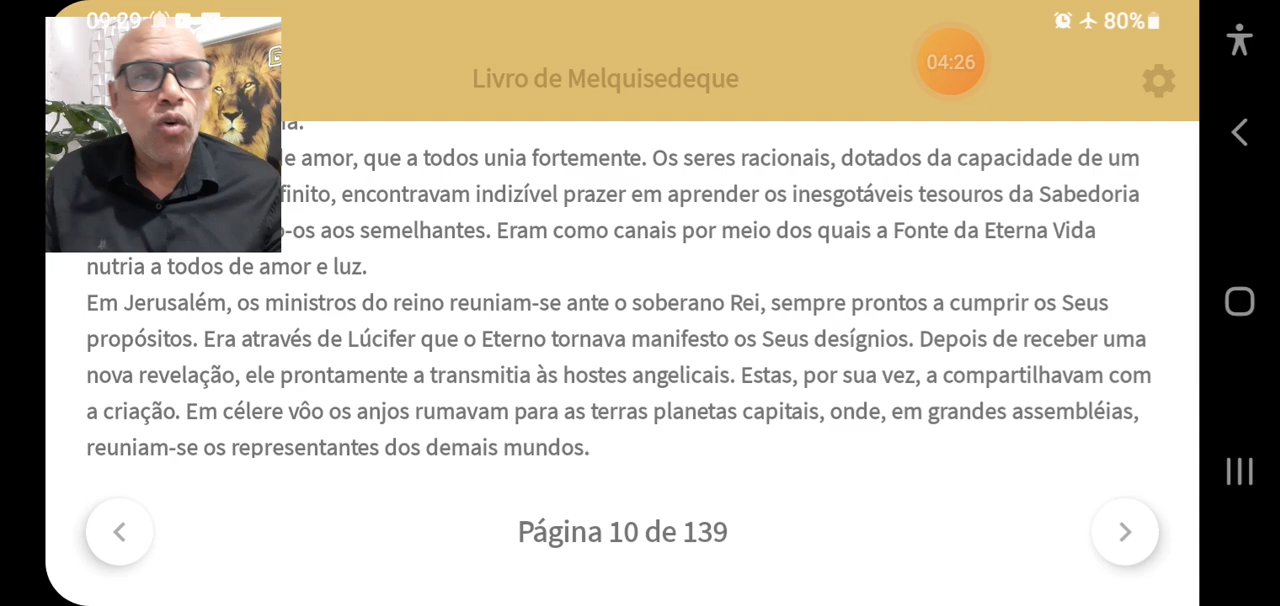 09:29
80%
Livro de Melquisedeque
04:26
ia.
de amor, que a todos unia fortemente. Os seres racionais, dotados da capacidade de um
finito, encontravam indizível prazer em aprender os inesgotáveis tesouros da Sabedoria
o-os aos semelhantes. Eram como canais por meio dos quais a Fonte da Eterna Vida
nutria a todos de amor e luz.
Em Jerusalém, os ministros do reino reuniam-se ante o soberano Rei, sempre prontos a cumprir os Seus
propósitos. Era através de Lúcifer que o Eterno tornava manifesto os Seus desígnios. Depois de receber uma
nova revelação, ele prontamente a transmitia às hostes angelicais. Estas, por sua vez, a compartilhavam com
a criação. Em célere vôo os anjos rumavam para as terras planetas capitais, onde, em grandes assembléias,
reuniam-se os representantes dos demais mundos.
Página 10 de 139